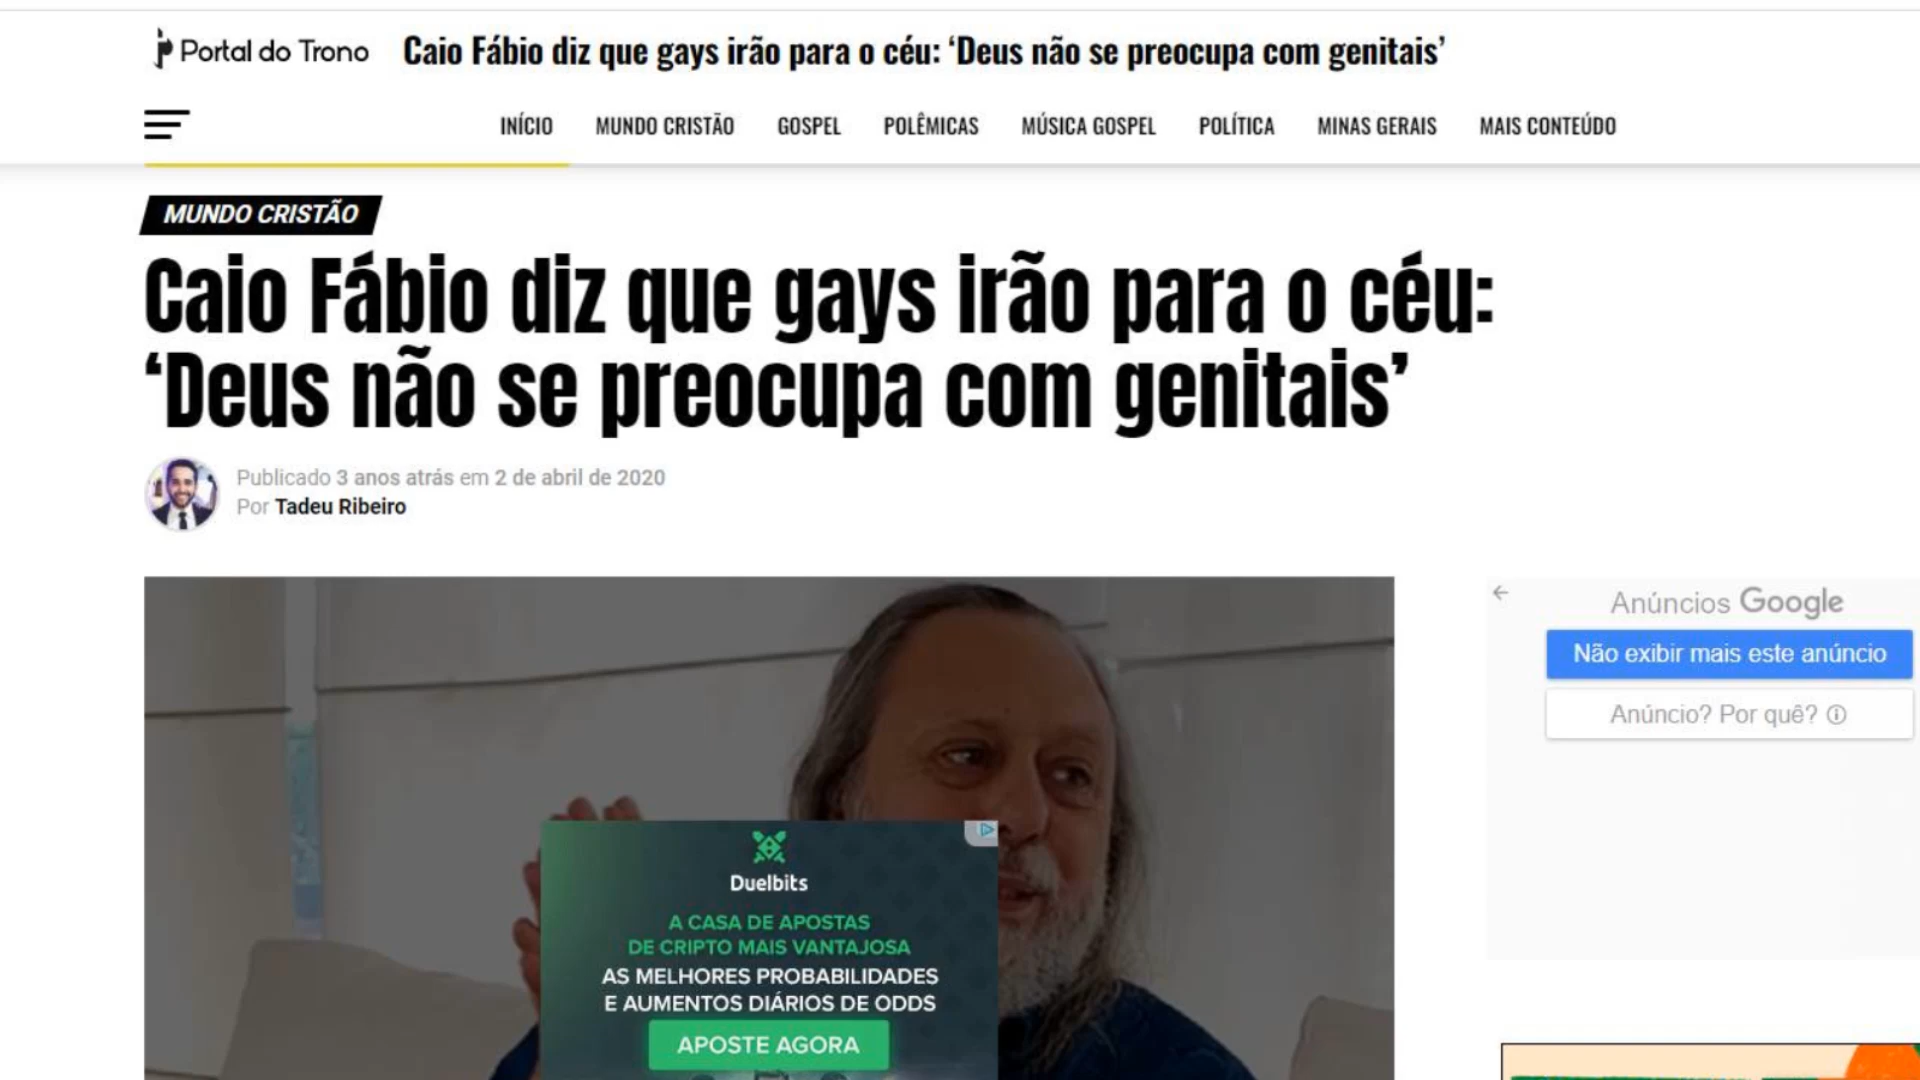 Portal do Trono
Caio Fábio diz que gays irão para o céu: ‘Deus não se preocupa com genitais’
INÍCIO MUNDO CRISTÃO GOSPEL POLÊMICAS MÚSICA GOSPEL POLÍTICA MINAS GERAIS MAIS CONTEÚDO
MUNDO CRISTÃO
Caio Fábio diz que gays irão para o céu:
‘Deus não se preocupa com genitais’
Publicado 3 anos atrás em 2 de abril de 2020
Por Tadeu Ribeiro
Anúncios Google
Não exibir mais este anúncio
Anúncio? Por quê?
Duelbits
A CASA DE APOSTAS
DE CRIPTO MAIS VANTAJOSA
AS MELHORES PROBABILIDADES
E AUMENTOS DIÁRIOS DE ODDS
APOSTE AGORA